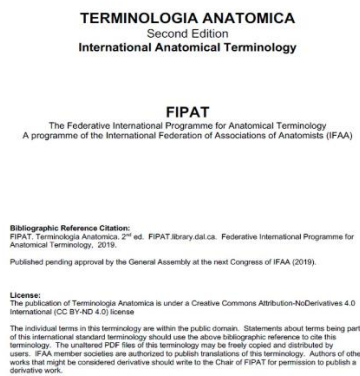 TERMINOLOGIA ANATOMICA
Second Edition
International Anatomical Terminology
FIPAT
The Federative International Programme for Anatomical Terminology
A programme of the International Federation of Associations of Anatomists (IFAA)
Bibliographic Reference Citation:
FIPAT. Terminologia Anatomica. 2nd ed. FIPAT.library.dal.ca. Federative International Programme for
Anatomical Terminology, 2019.
Published pending approval by the General Assembly at the next Congress of IFAA (2019).
License:
The publication of Terminologia Anatomica is under a Creative Commons Attribution-NoDerivatives 4.0
International (CC BY-ND 4.0) license
The individual terms in this terminology are within the public domain. Statements about terms being part
of this international standard terminology should use the above bibliographic reference to cite this
terminology. The unaltered PDF files of this terminology may be freely copied and distributed by
users. IFAA member societies are authorized to publish translations of this terminology. Authors of othe
works that might be considered derivative should write to the Chair of FIPAT for permission to publish a
derivative work.